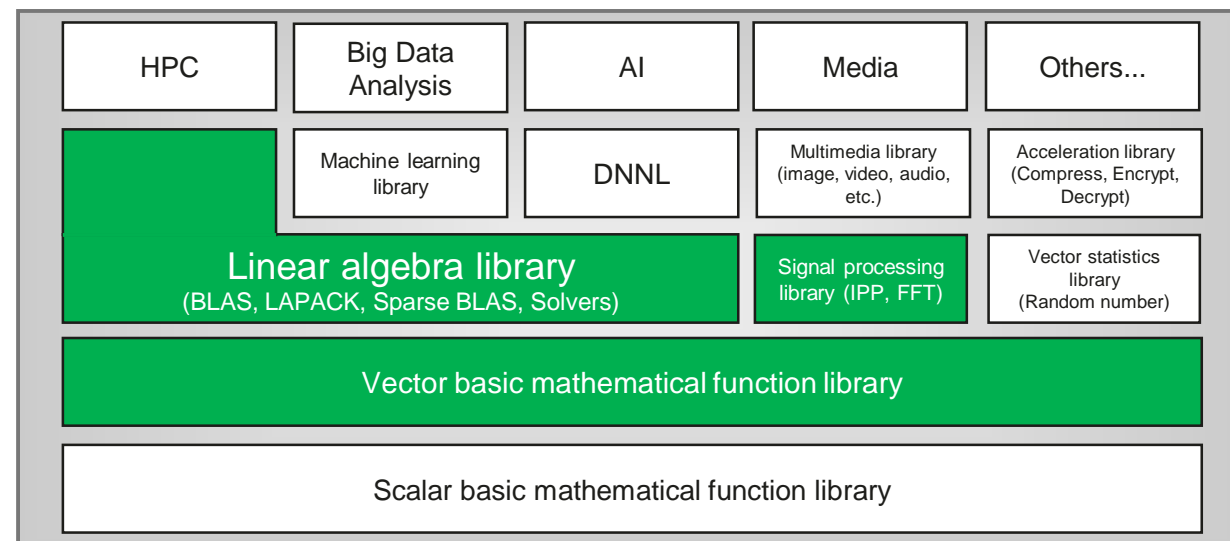 HPC
Big Data
Analysis
AI
Media
Others...
Machine learning
library
DNNL
Multimedia library
(image, video, audio,
etc.)
Acceleration library
(Compress, Encrypt,
Decrypt)
Linear algebra library
(BLAS, LAPACK, Sparse BLAS, Solvers)
Signal processing
library (IPP, FFT)
Vector statistics
library
(Random number)
Vector basic mathematical function library
Scalar basic mathematical function library